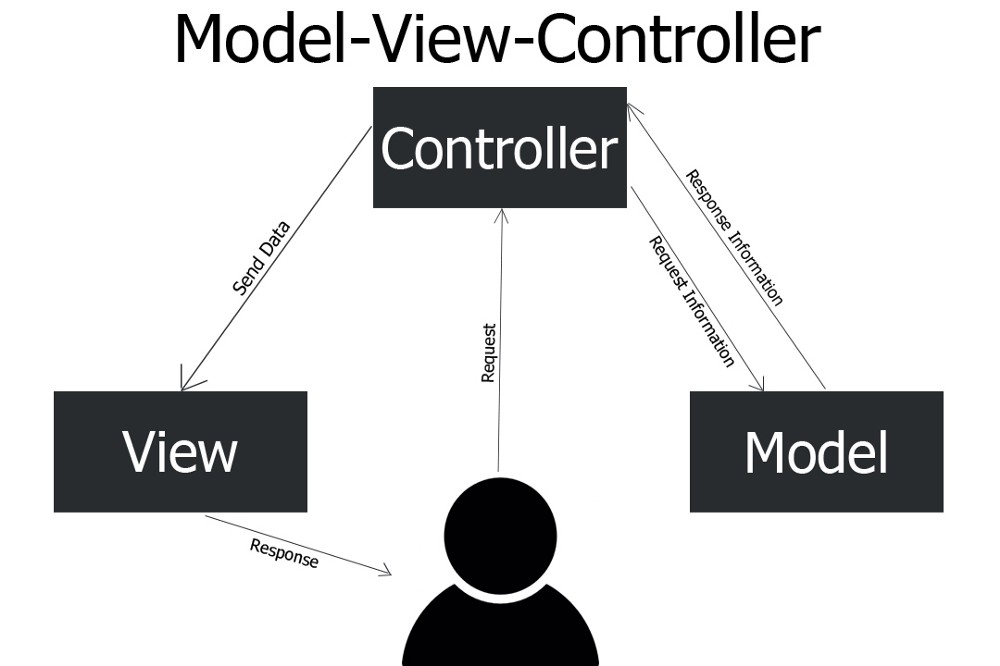 Model-View-Controller
Controller
Send Data
Request
Request Information
Response Information
View
Model
Response